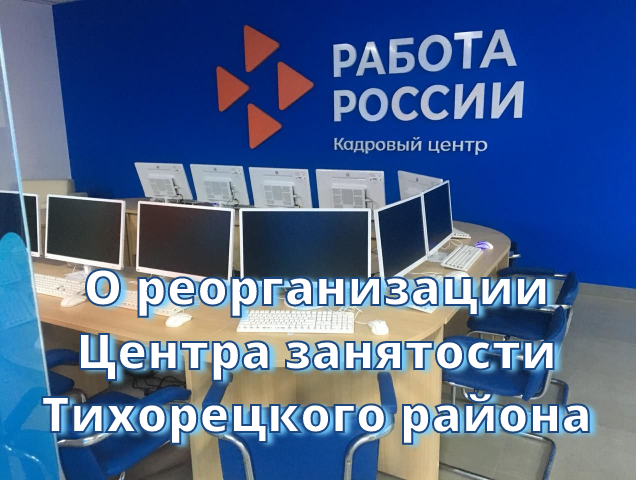 РАБОТА
РОССИИ
Кадровый центр
О реорганизации
Центра занятости
Тихорецкого района